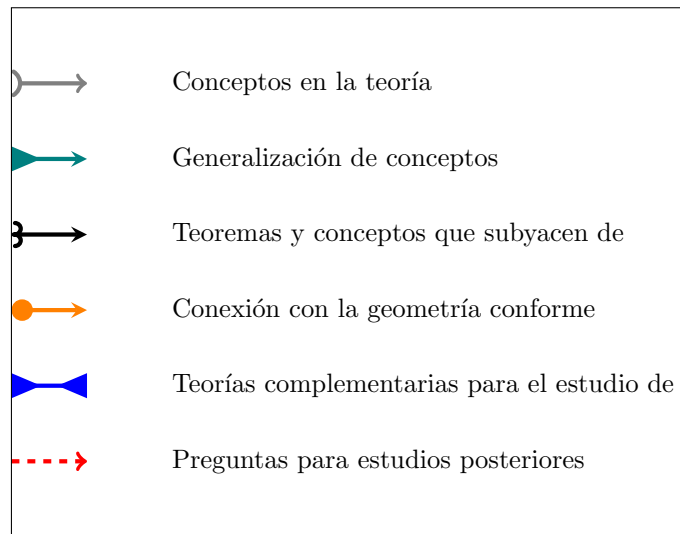 Conceptos en la teoría
Generalización de conceptos
Teoremas y conceptos que subyacen de
Conexión con la geometría conforme
Teorías complementarias para el estudio de
Preguntas para estudios posteriores